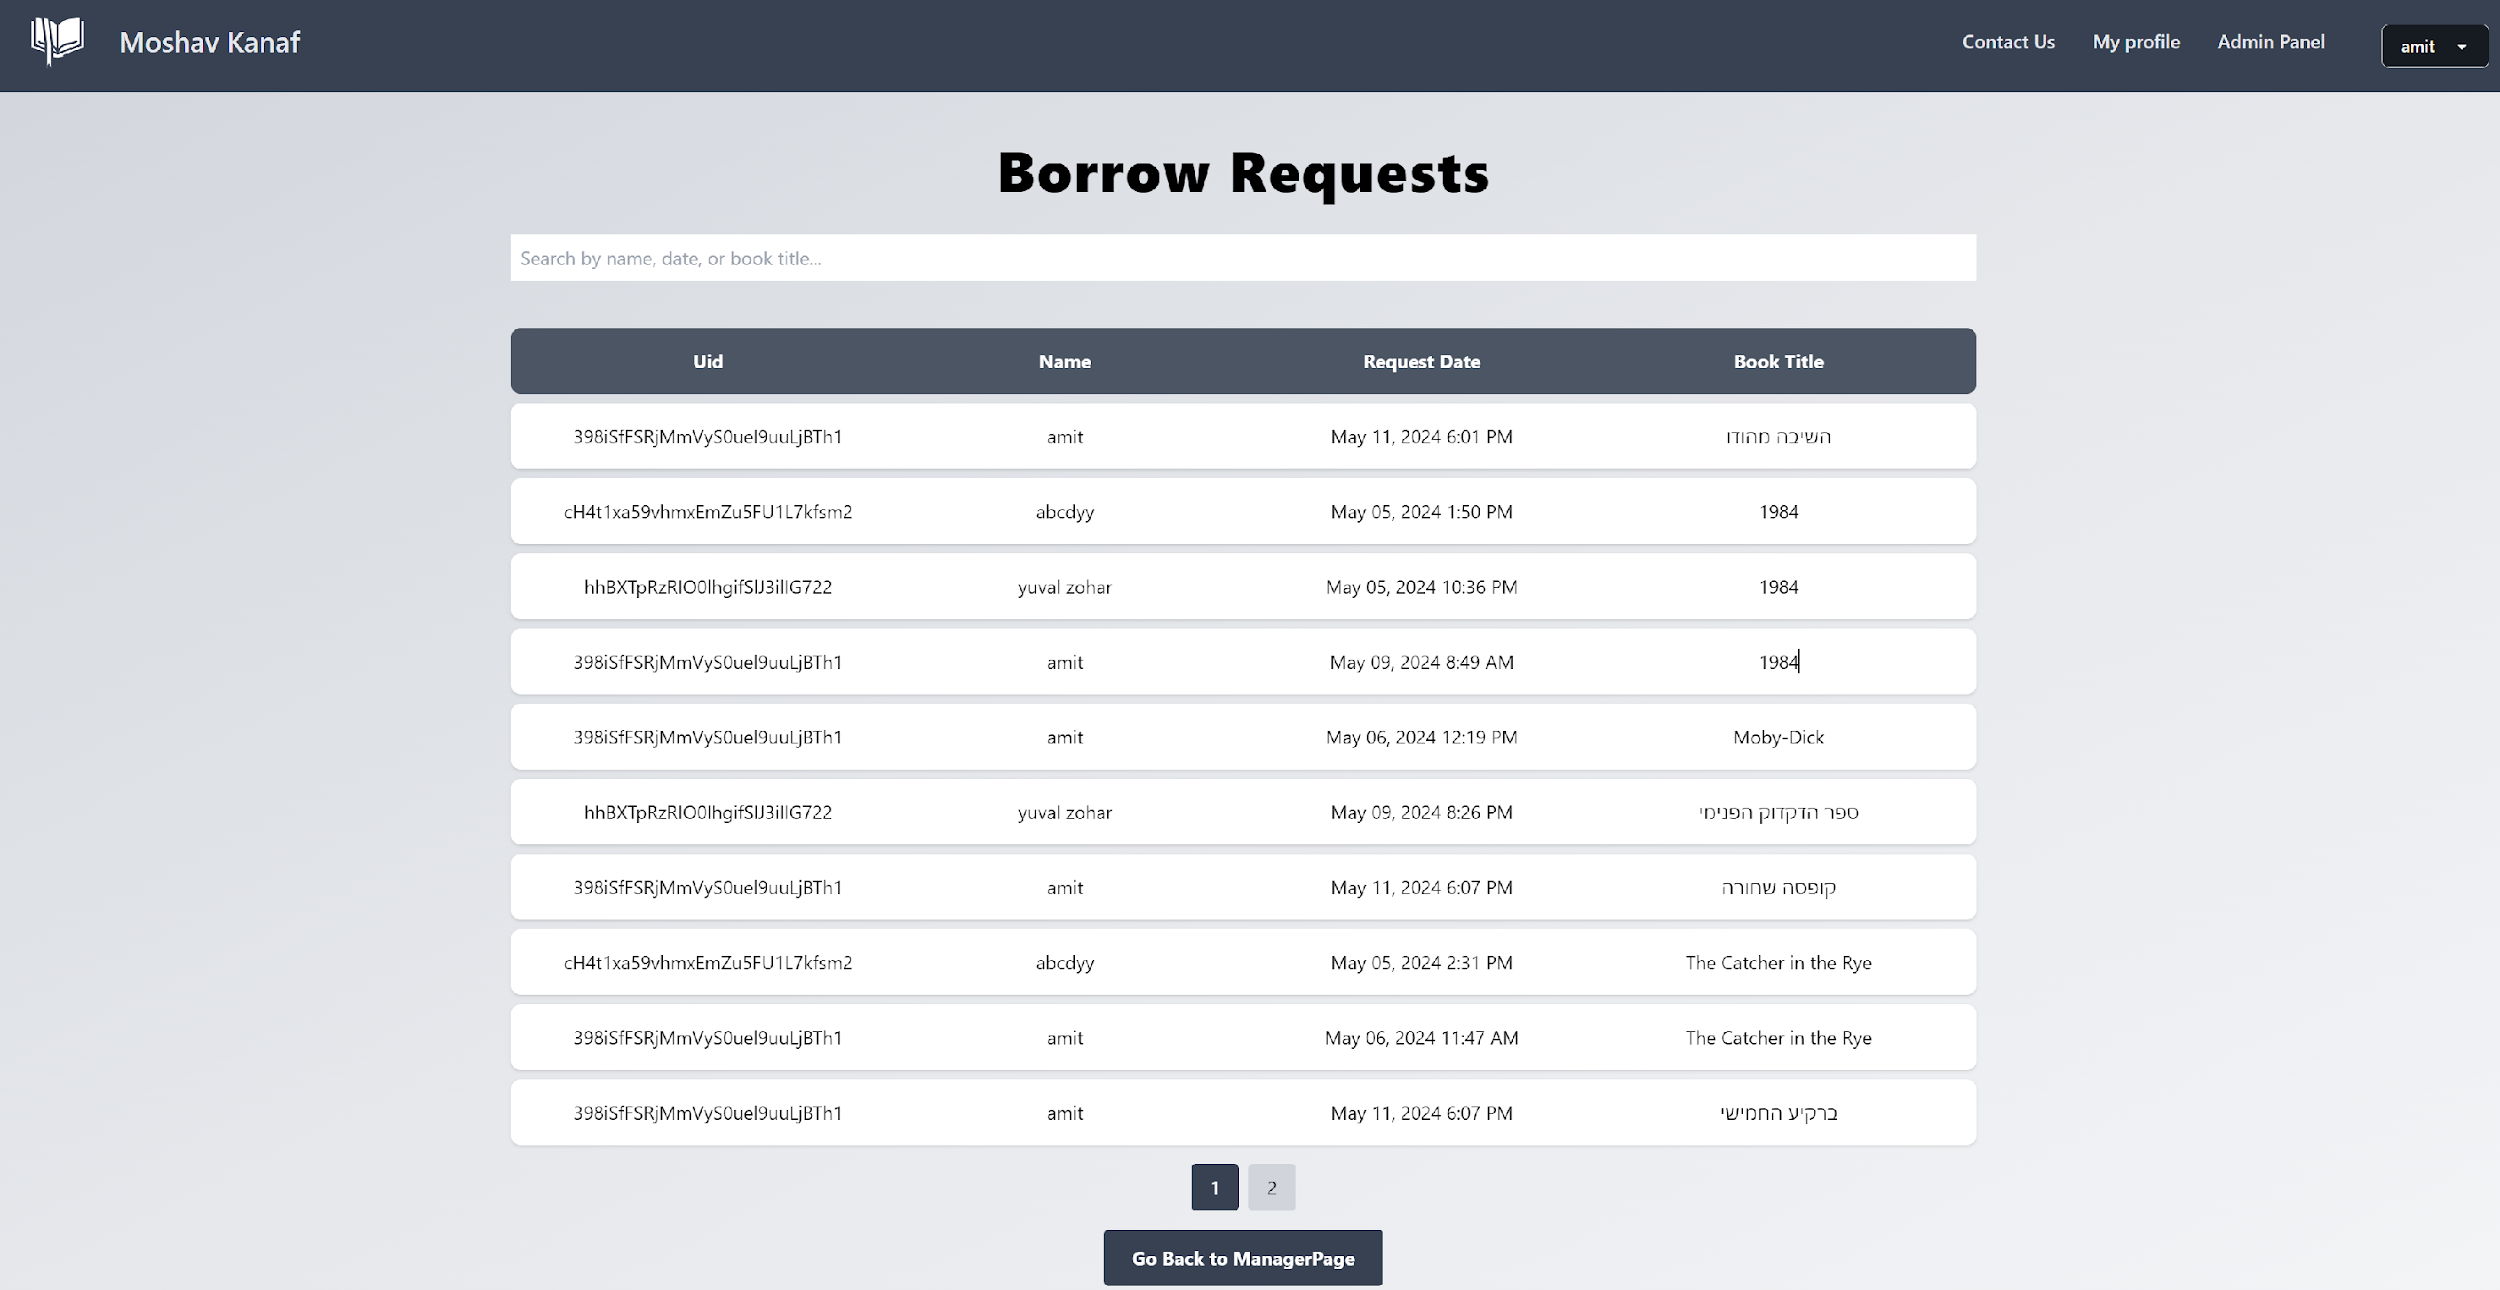 Moshav Kanaf
Contact Us My profile Admin Panel amit
Borrow Requests
Search by name, date, or book title...
Uid Name Request Date Book Title
398iSfFSRjMmVyS0uel9uuLjBTh1 amit May 11, 2024 6:01 PM השיבה מהודו
cH4t1xa59vhmxEmZu5FU1L7kfsm2 abcdyy May 05, 2024 1:50 PM 1984
hhBXTpRzRIO0lhgifSlJ3ilIG722 yuval zohar May 05, 2024 10:36 PM 1984
398iSfFSRjMmVyS0uel9uuLjBTh1 amit May 09, 2024 8:49 AM 1984
398iSfFSRjMmVyS0uel9uuLjBTh1 amit May 06, 2024 12:19 PM Moby-Dick
hhBXTpRzRIO0lhgifSlJ3ilIG722 yuval zohar May 09, 2024 8:26 PM ספר הדקדוק הפנימי
398iSfFSRjMmVyS0uel9uuLjBTh1 amit May 11, 2024 6:07 PM קופסה שחורה
cH4t1xa59vhmxEmZu5FU1L7kfsm2 abcdyy May 05, 2024 2:31 PM The Catcher in the Rye
398iSfFSRjMmVyS0uel9uuLjBTh1 amit May 06, 2024 11:47 AM The Catcher in the Rye
398iSfFSRjMmVyS0uel9uuLjBTh1 amit May 11, 2024 6:07 PM ברקיע החמישי
1 2
Go Back to ManagerPage